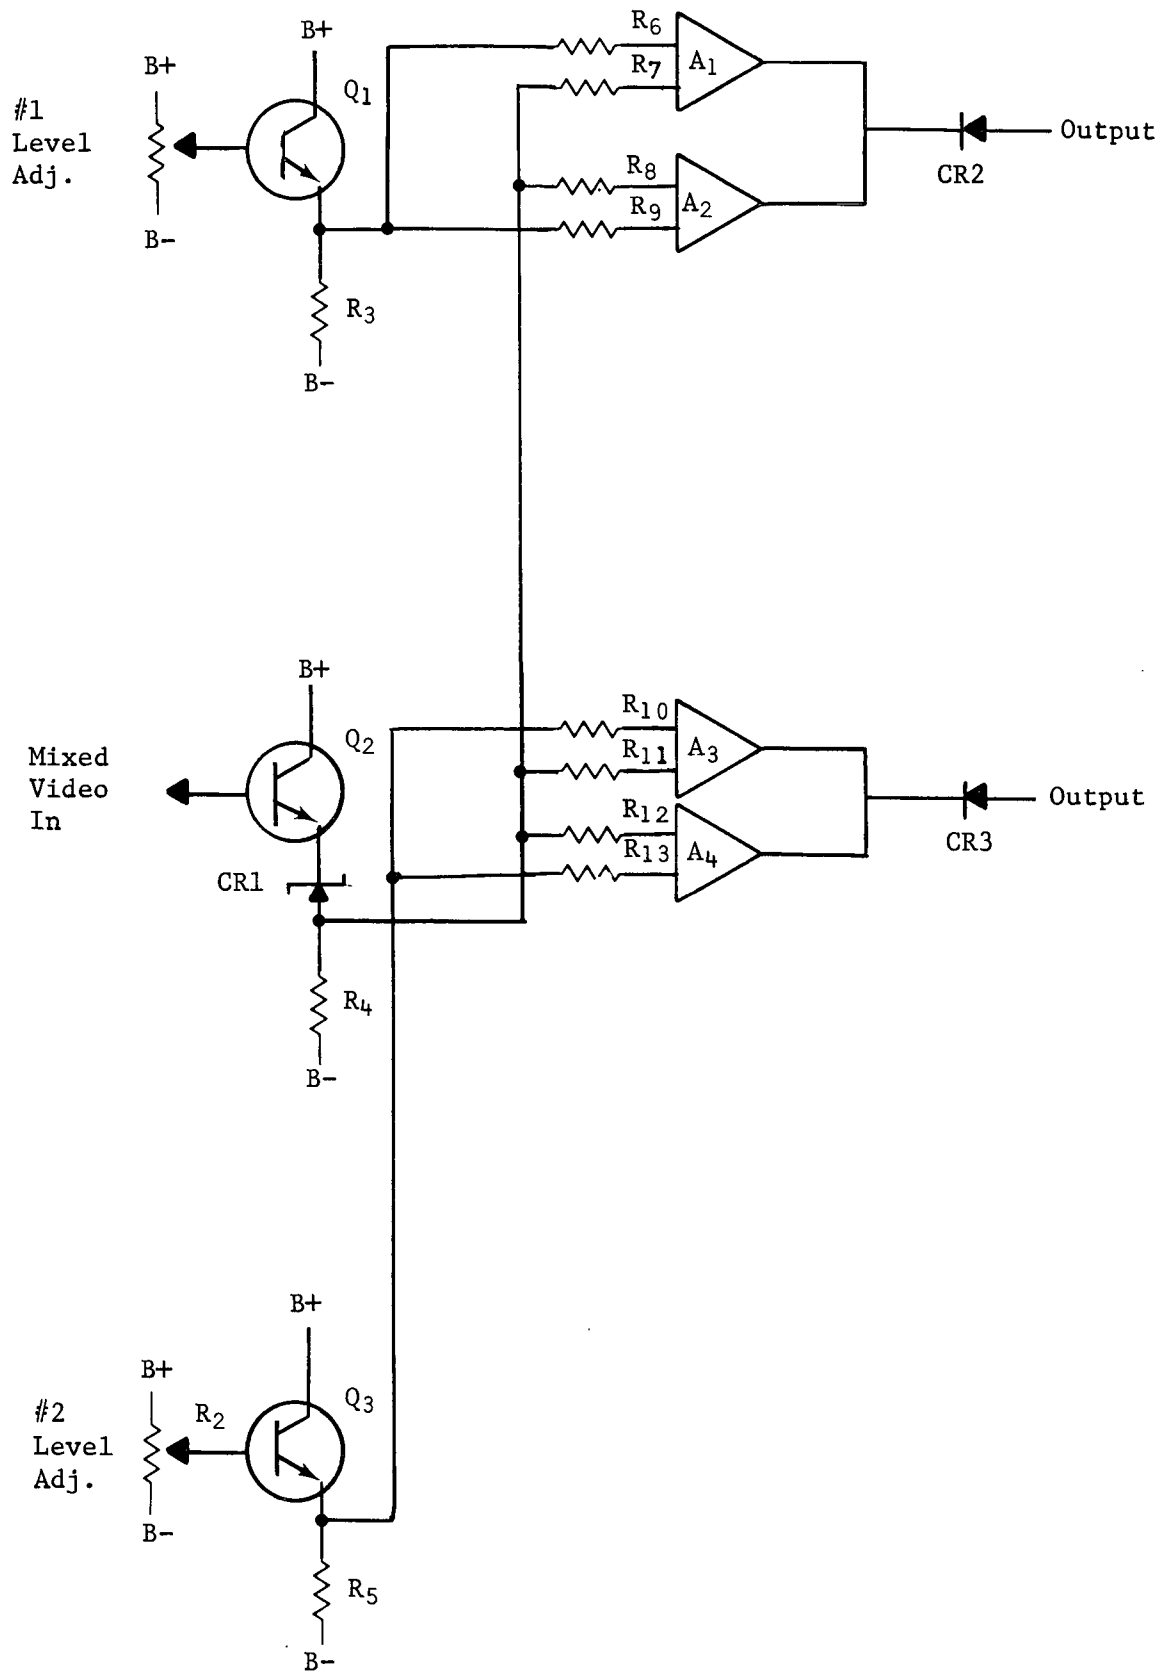 B+
B+
#1
Level
Adj.
B-
Q1
R3
B-
R6
R7
A1
R8
R9
A2
CR2
Output
B+
Mixed
Video
In
Q2
CR1
R4
B-
R10
R11
A3
R12
R13
A4
CR3
Output
B+
B+
#2
Level
Adj.
R2
B-
Q3
R5
B-